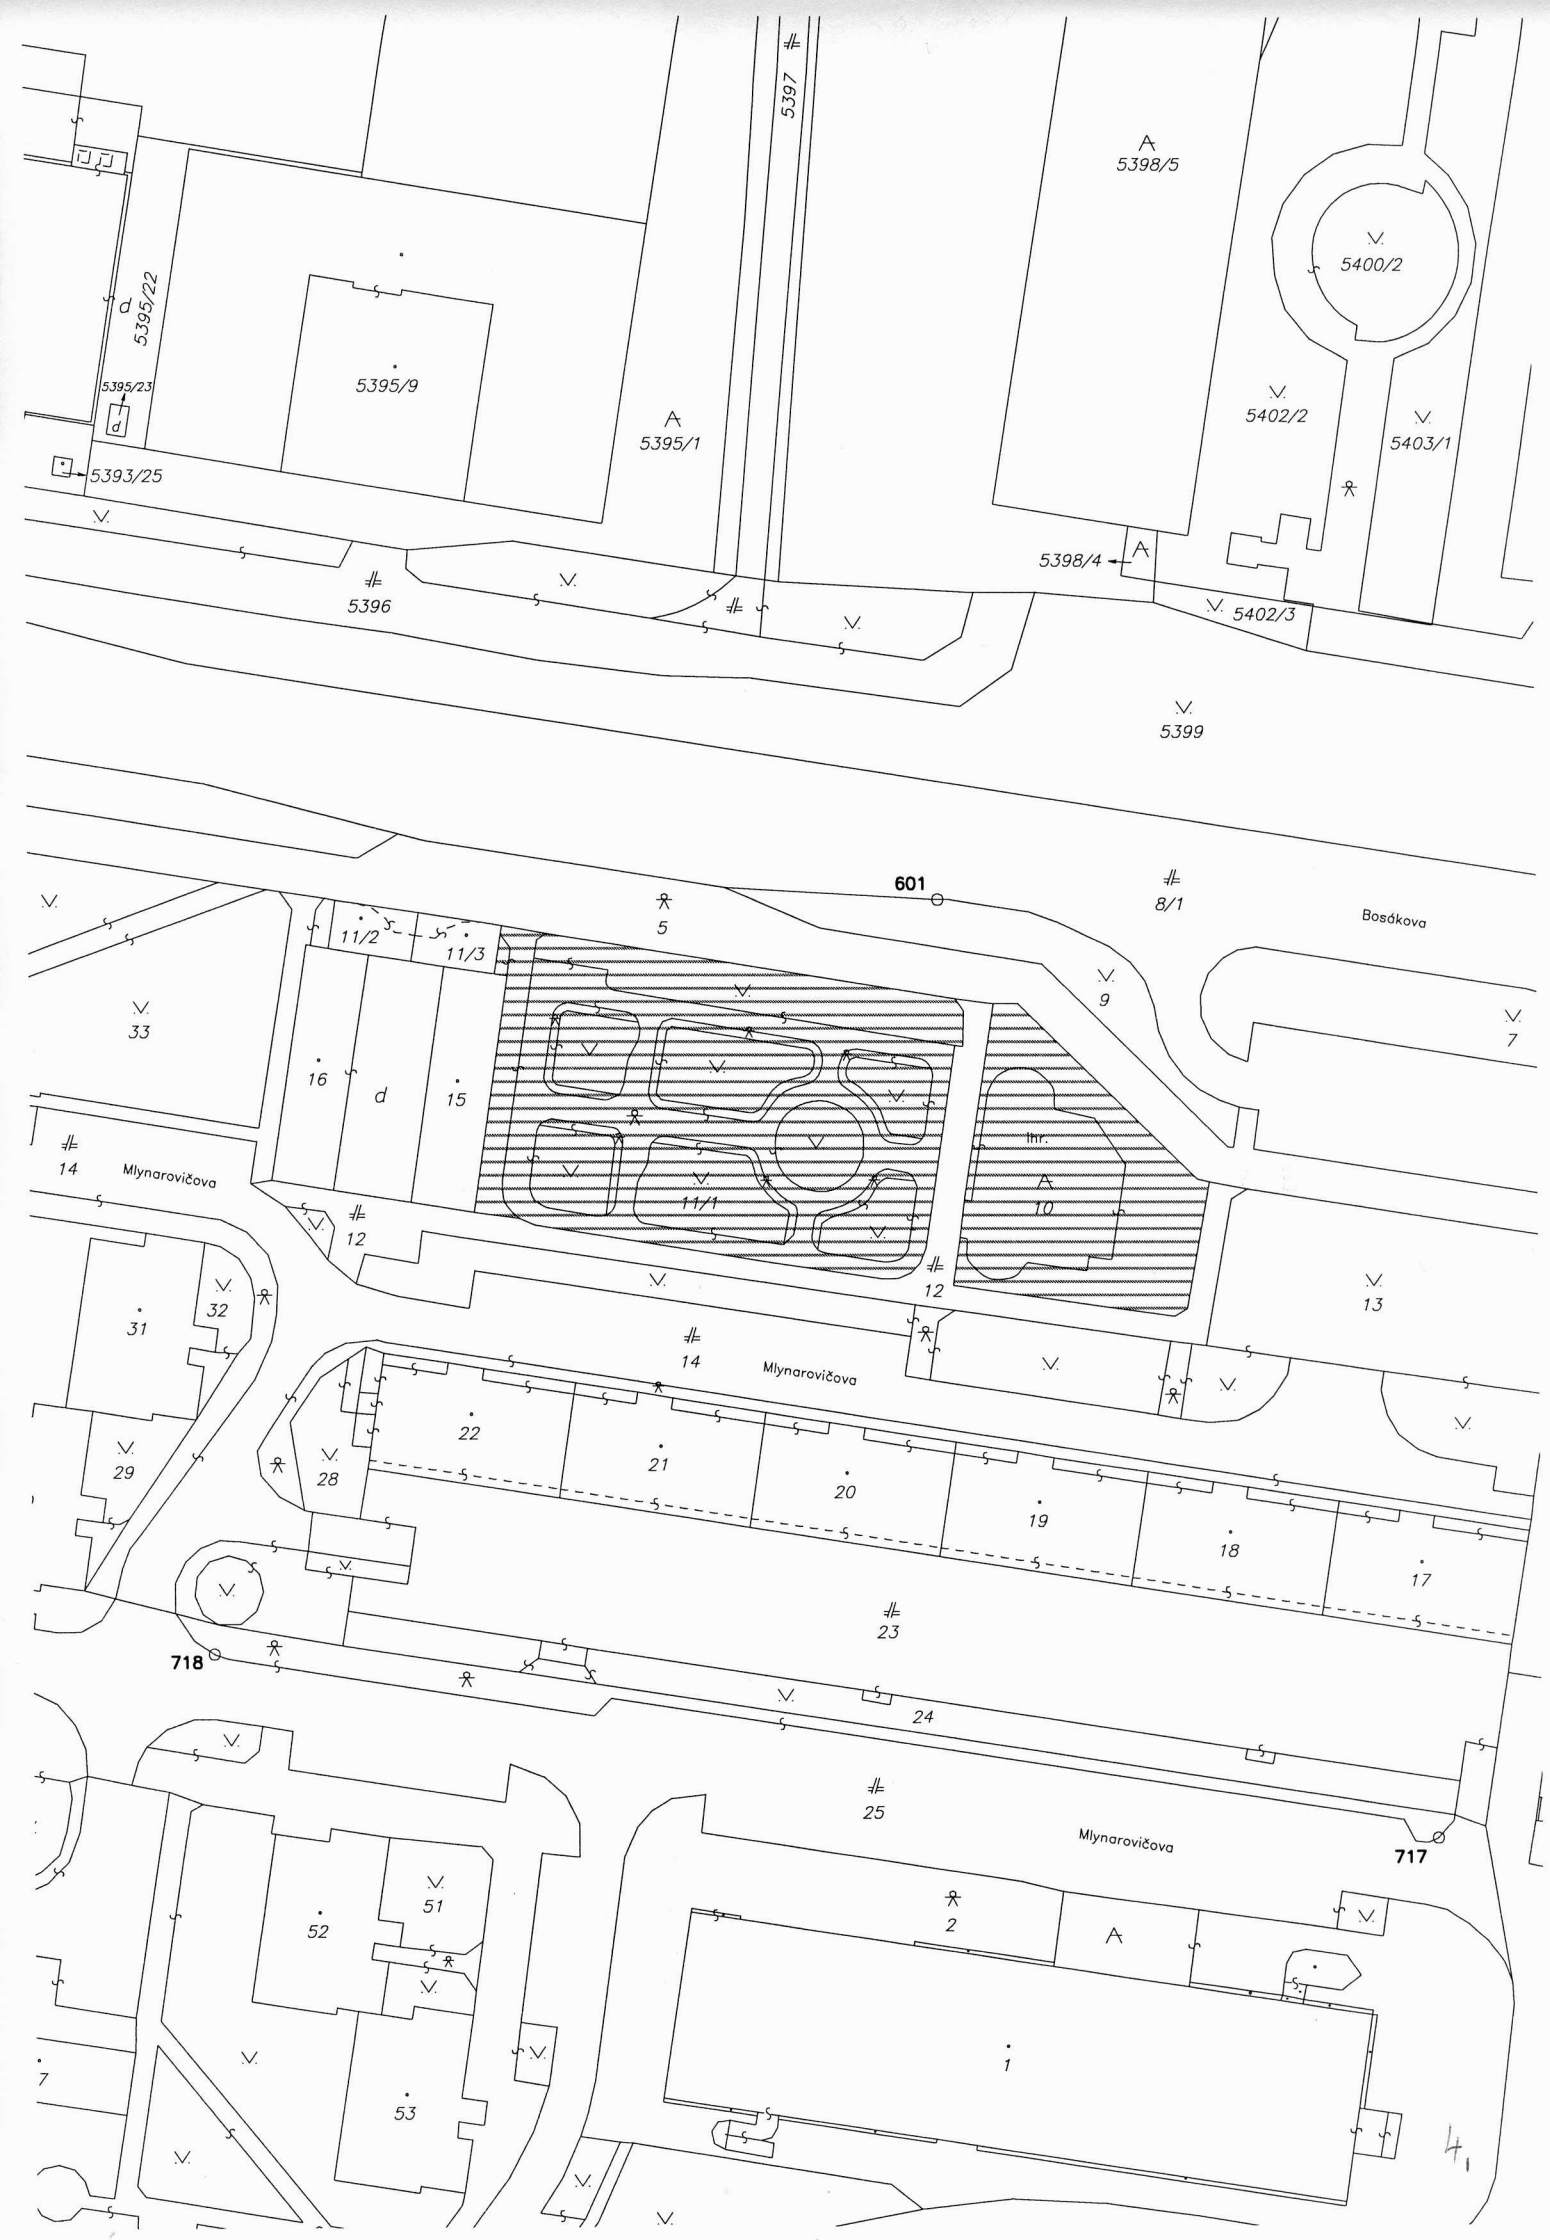 5397
A
5398/5
V.
5400/2
5395/22
d
5395/9
5395/23
d
A
5395/1
V.
5402/2
V.
5403/1
5393/25
V.
5398/4
A
5396
V.
V.
V.
5402/3
V.
5399
601
8/1
Bosákova
5
V.
11/2
11/3
V.
9
V.
33
V.
V.
7
16
d
15
V.
V.
V.
V.
Ihr.
14
Mlynarovičova
V.
V.
11/1
A
10
V.
12
V.
V.
12
V.
13
V.
32
31
14
Mlynarovičova
V.
V.
V.
22
21
20
19
18
17
V.
29
V.
28
V.
V.
23
718
V.
24
V.
25
Mlynarovičova
717
V.
51
52
2
A
V.
V.
V.
V.
1
7
53
V.
V.
V.
4,